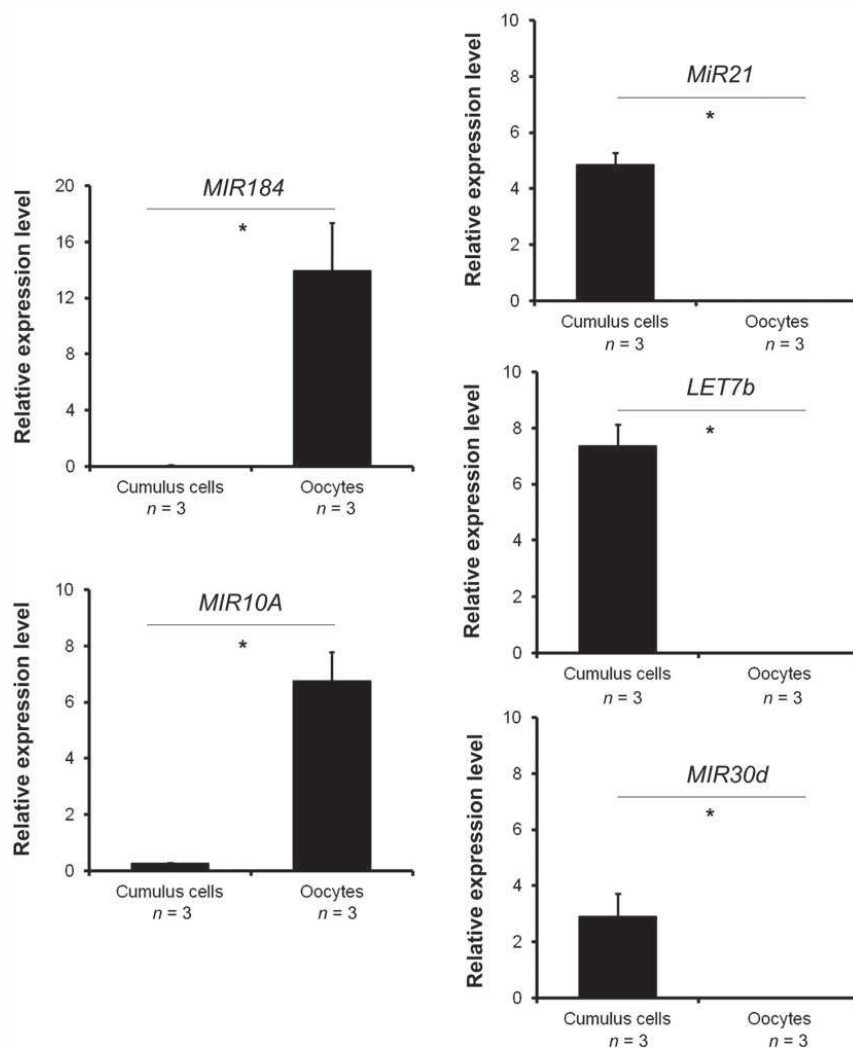 MIR184
Relative expression level
20
16
12
8
4
0
*
Cumulus cells
Oocytes
n = 3
n = 3
MIR10A
Relative expression level
10
8
6
4
2
0
*
Cumulus cells
Oocytes
n = 3
n = 3
MiR21
Relative expression level
10
8
6
4
2
0
*
Cumulus cells
Oocytes
n = 3
n = 3
LET7b
Relative expression level
10
8
6
4
2
0
*
Cumulus cells
Oocytes
n = 3
n = 3
MIR30d
Relative expression level
10
8
6
4
2
0
*
Cumulus cells
Oocytes
n = 3
n = 3